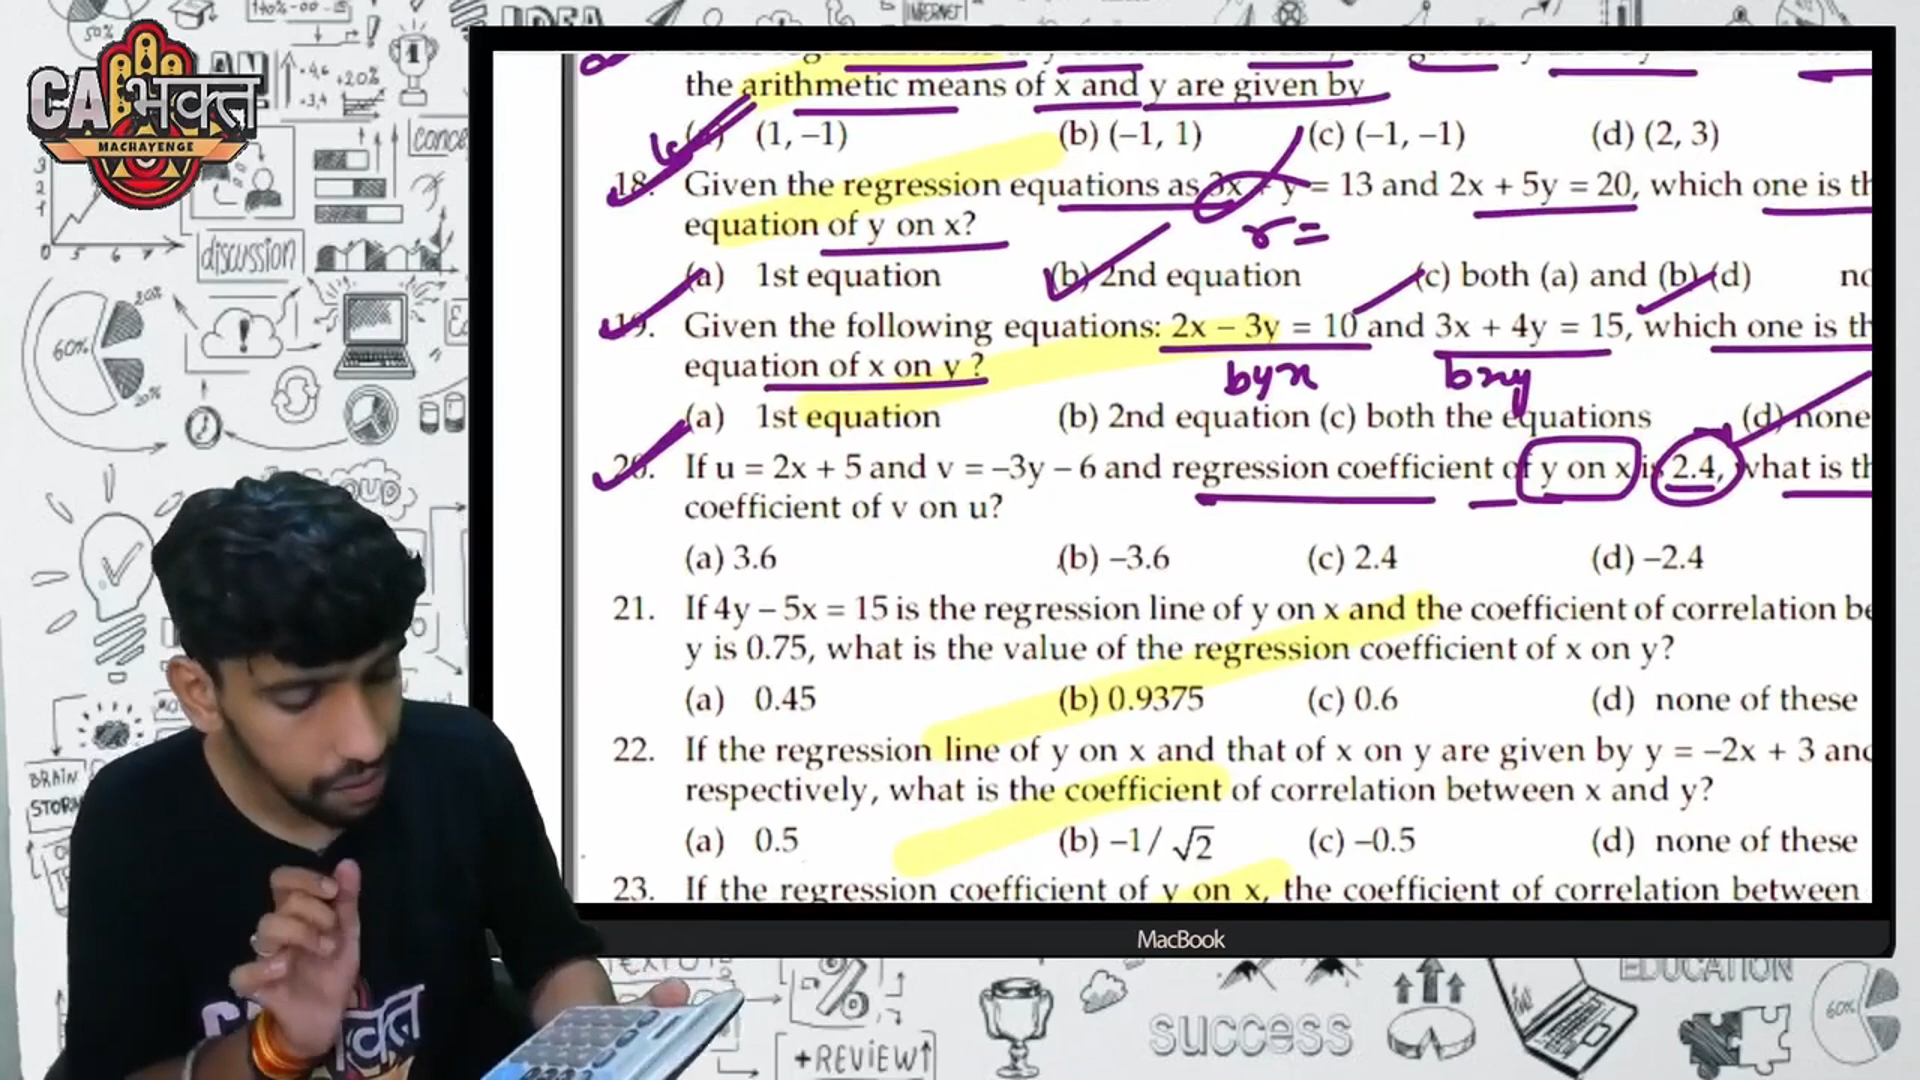 CA भक्त
MACHAYENGE
the arithmetic means of x and y are given by
(1, –1) (b) (–1, 1) (c) (–1, –1) (d) (2, 3)
18. Given the regression equations as 3x + y = 13 and 2x + 5y = 20, which one is
equation of y on x?
r =
(a) 1st equation (b) 2nd equation (c) both (a) and (b) (d)
19. Given the following equations: 2x – 3y = 10 and 3x + 4y = 15, which one is
equation of x on y ?
byx bxy
(a) 1st equation (b) 2nd equation (c) both the equations (d) none
20. If u = 2x + 5 and v = –3y – 6 and regression coefficient of y on x is 2.4, what is
coefficient of v on u?
(a) 3.6 (b) –3.6 (c) 2.4 (d) –2.4
21. If 4y – 5x = 15 is the regression line of y on x and the coefficient of correlation
y is 0.75, what is the value of the regression coefficient of x on y?
(a) 0.45 (b) 0.9375 (c) 0.6 (d) none of these
22. If the regression line of y on x and that of x on y are given by y = –2x + 3
respectively, what is the coefficient of correlation between x and y?
(a) 0.5 (b) –1/ √2 (c) –0.5 (d) none of these
23. If the regression coefficient of y on x, the coefficient of correlation between
MacBook
INTERNET
+20%
discussion
60%
20%
20%
BRAIN
EDUCATION
success
60%
+REVIEW